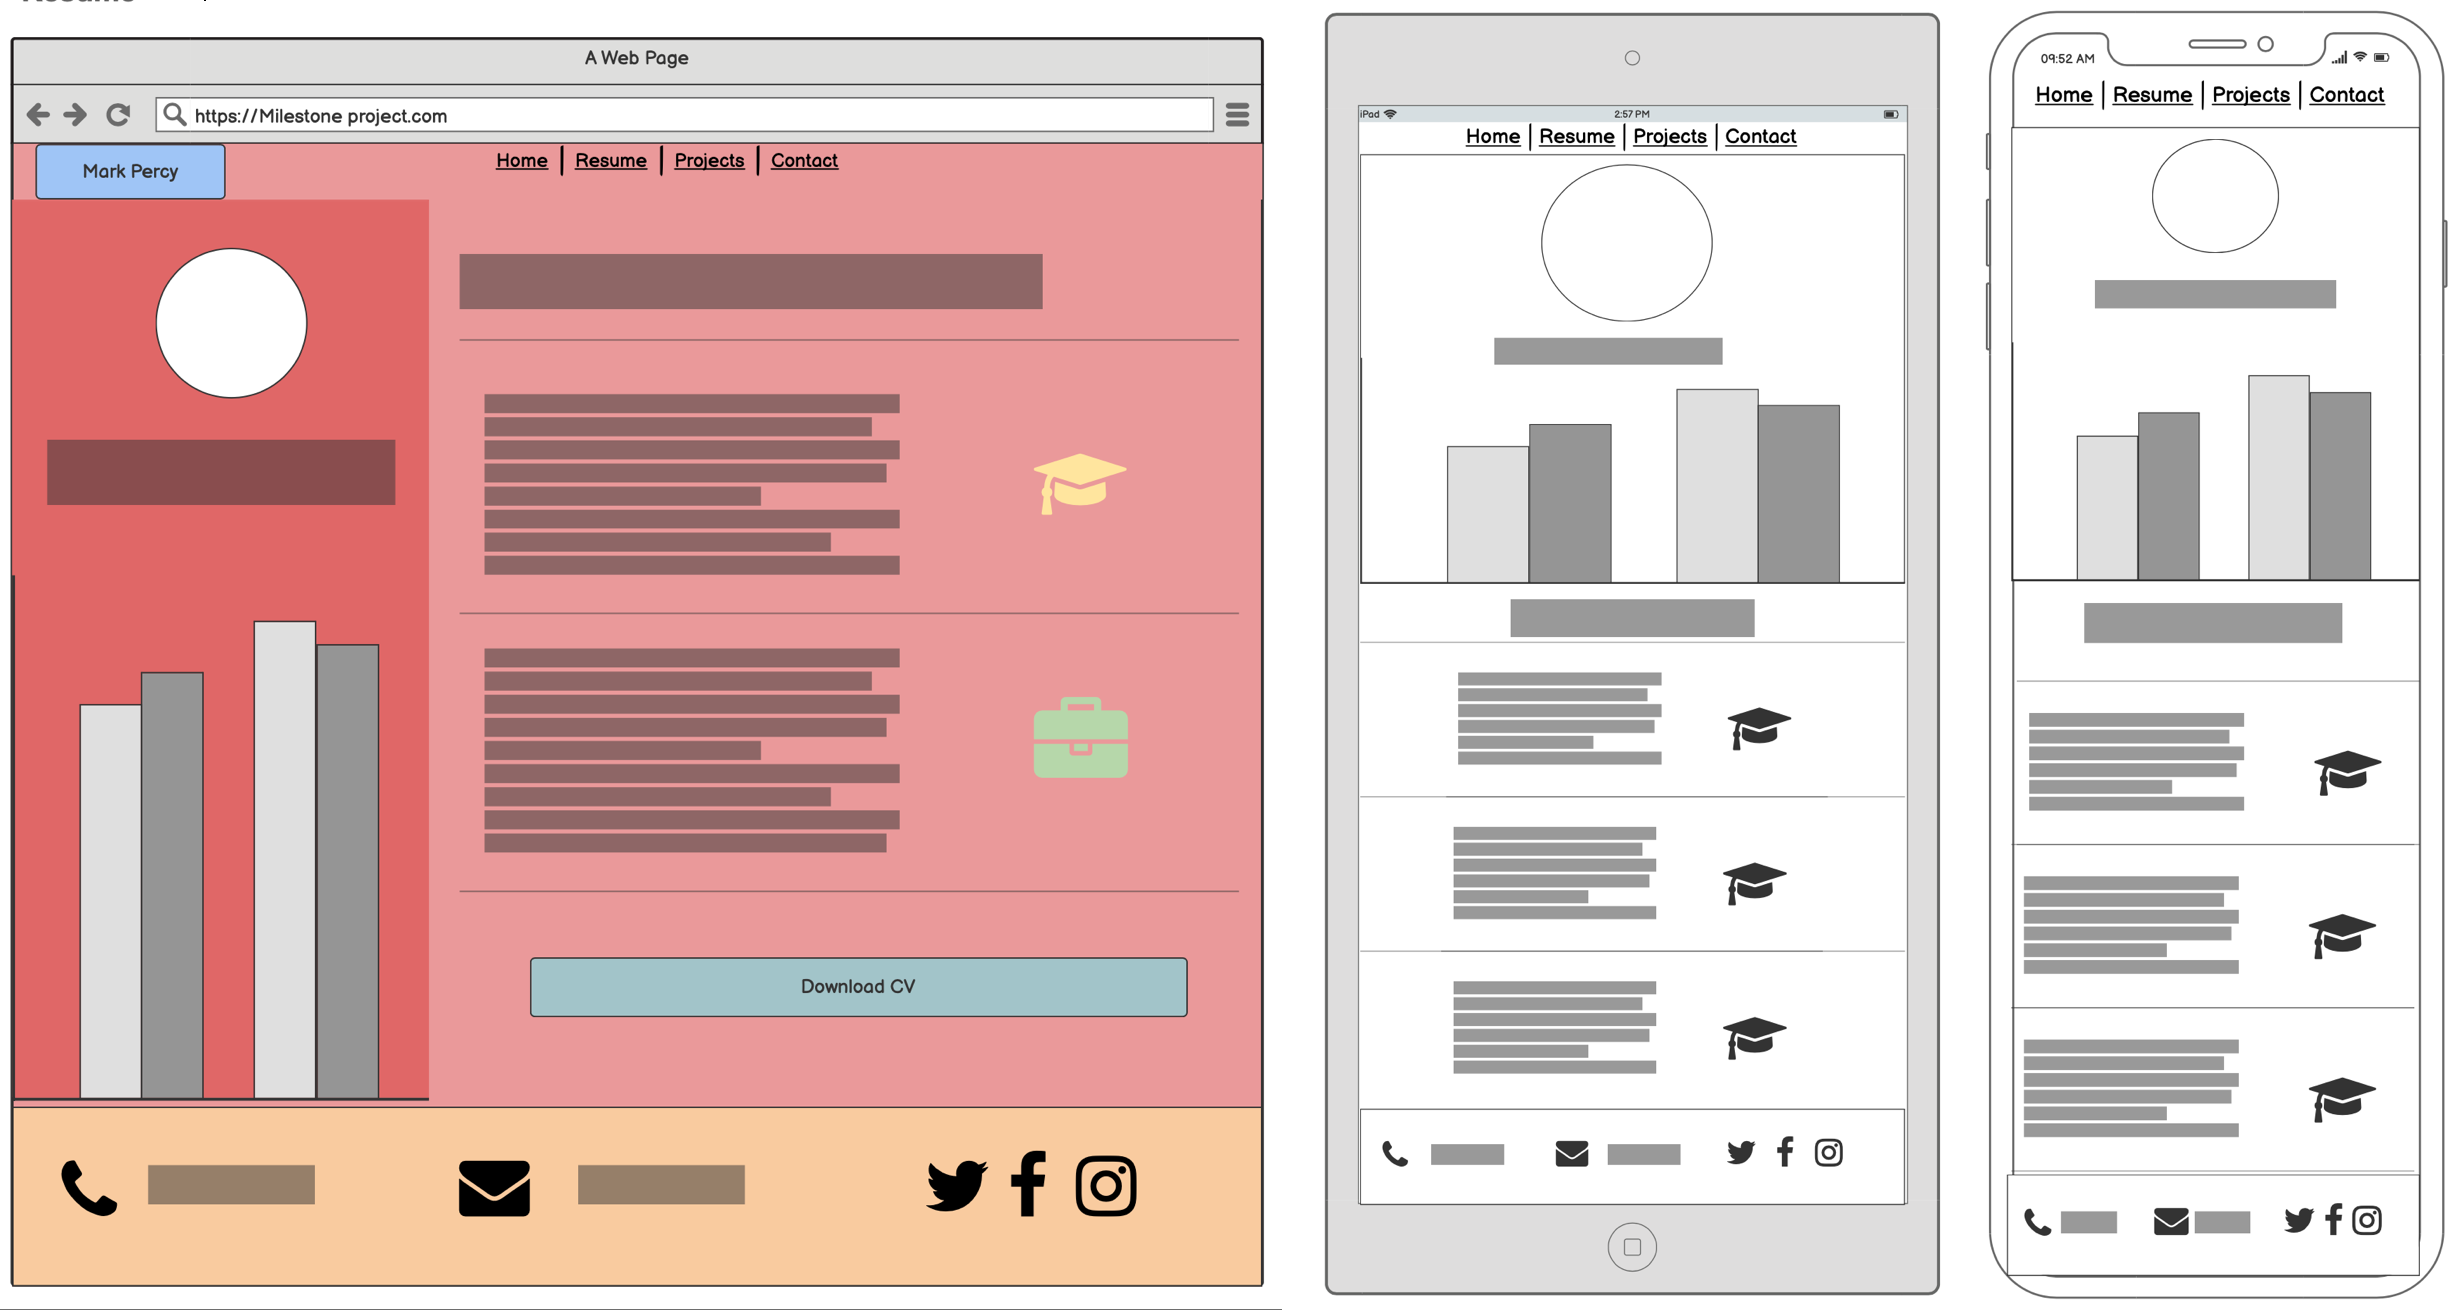 A Web Page
https://Milestone project.com
Mark Percy
Home Resume Projects Contact
Download CV
iPad 2:57 PM
Home Resume Projects Contact
09:52 AM
Home Resume Projects Contact